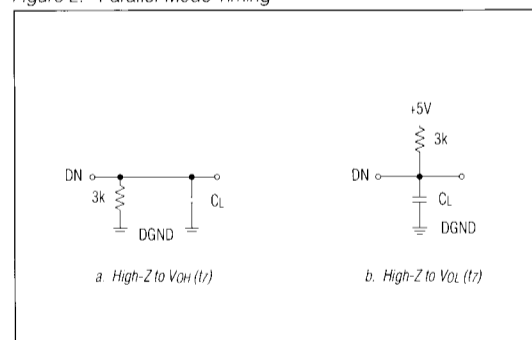 Figure 2. Parallel Mode Timing
+5V
3k
DN
3k
CL
DGND
DN
CL
DGND
a. High-Z to VOH (t7)
b. High-Z to VOL (t7)